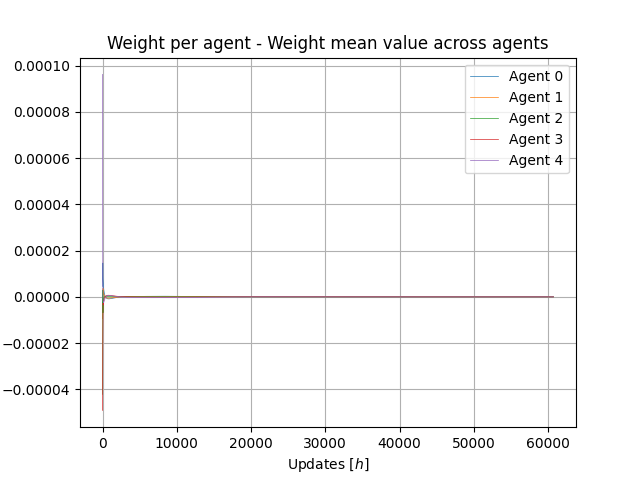 Weight per agent - Weight mean value across agents
0.00010
0.00008
0.00006
0.00004
0.00002
0.00000
−0.00002
−0.00004
Agent 0
Agent 1
Agent 2
Agent 3
Agent 4
0
10000
20000
30000
40000
50000
60000
Updates [h]